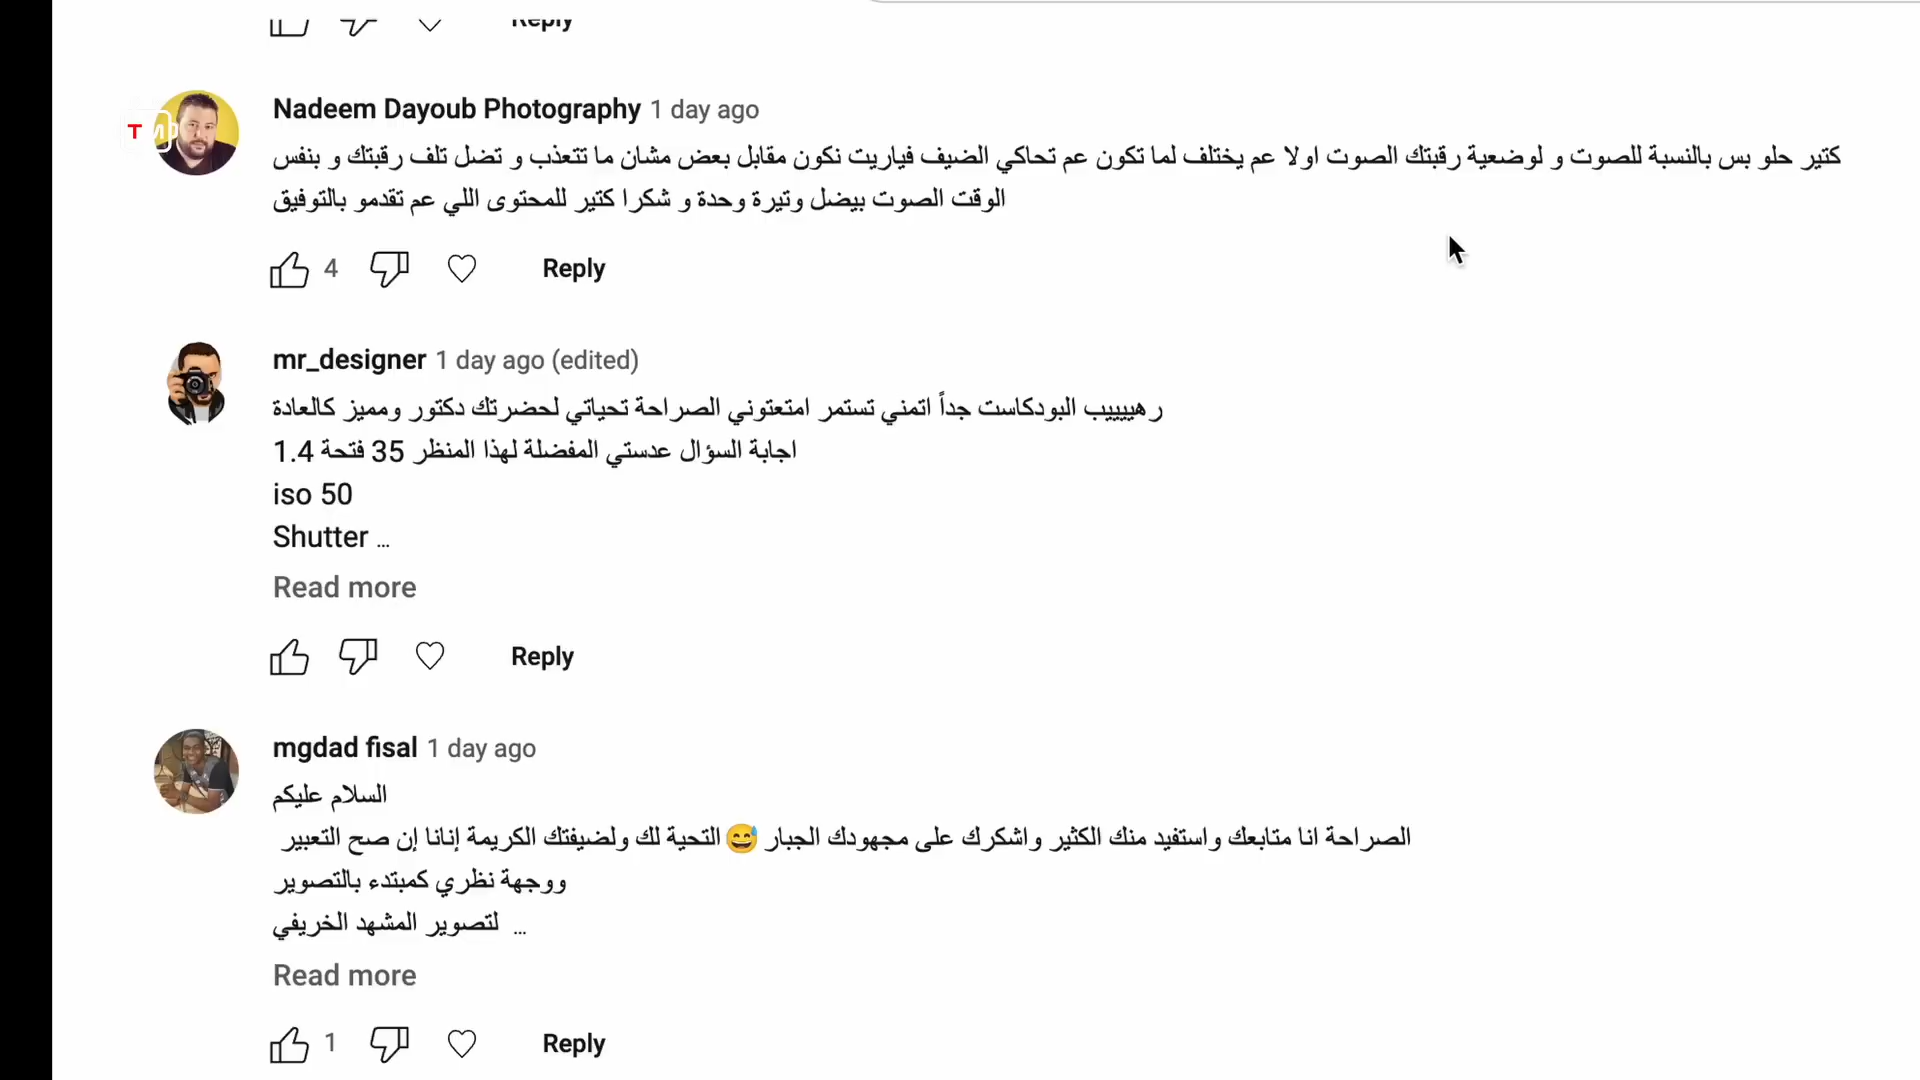 Reply
Nadeem Dayoub Photography 1 day ago
كتير حلو بس بالنسبة للصوت و لوضعية رقبتك الصوت اولا عم يختلف لما تكون عم تحاكي الضيف فياريت نكون مقابل بعض مشان ما تتعذب و تضل تلف رقبتك و بنفس
الوقت الصوت بيضل وتيرة وحدة و شكرا كتير للمحتوى اللي عم تقدمو بالتوفيق
4 Reply
mr_designer 1 day ago (edited)
رهيييييب البودكاست جداً اتمني تستمر امتعتوني الصراحة تحياتي لحضرتك دكتور ومميز كالعادة
اجابة السؤال عدستي المفضلة لهذا المنظر 35 فتحة 1.4
iso 50
Shutter ...
Read more
Reply
mgdad fisal 1 day ago
السلام عليكم
الصراحة انا متابعك واستفيد منك الكثير واشكرك على مجهودك الجبار 😅 التحية لك ولضيفتك الكريمة إنانا إن صح التعبير
ووجهة نظري كمبتدء بالتصوير
لتصوير المشهد الخريفي ...
Read more
1 Reply